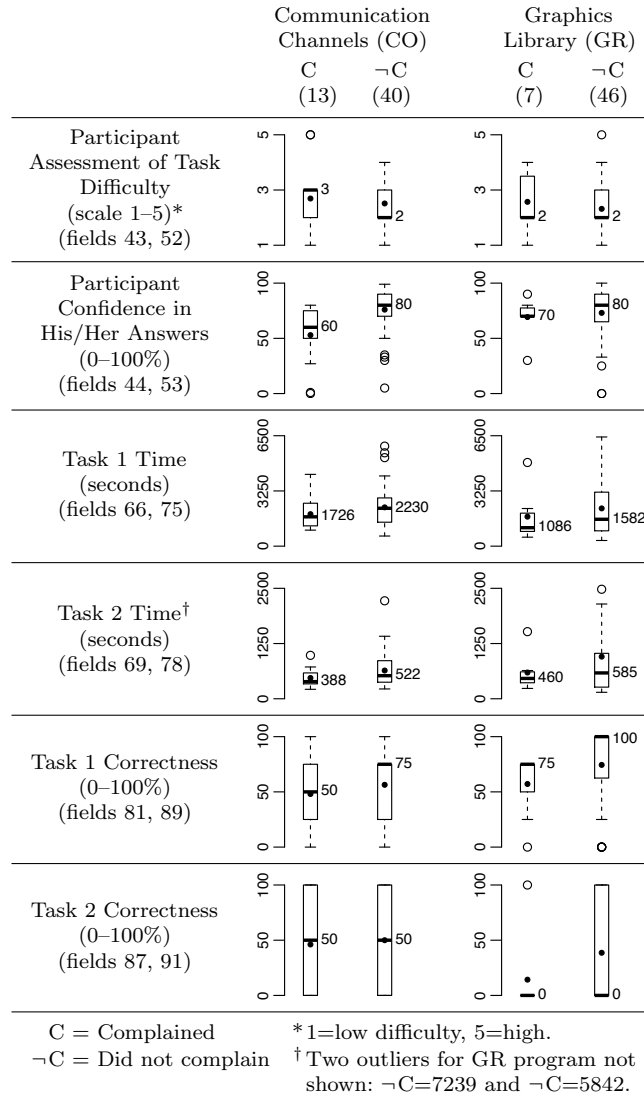 Communication Graphics
Channels (CO) Library (GR)
C ¬C C ¬C
(13) (40) (7) (46)
Participant
Assessment of Task
Difficulty
(scale 1–5)*
(fields 43, 52)
1 3 5
3
2
1 3 5
2
2
Participant
Confidence in
His/Her Answers
(0–100%)
(fields 44, 53)
0 50 100
60
80
0 50 100
70
80
Task 1 Time
(seconds)
(fields 66, 75)
0 3250 6500
1726
2230
0 3250 6500
1086
1582
Task 2 Time†
(seconds)
(fields 69, 78)
0 1250 2500
388
522
0 1250 2500
460
585
Task 1 Correctness
(0–100%)
(fields 81, 89)
0 50 100
50
75
0 50 100
75
100
Task 2 Correctness
(0–100%)
(fields 87, 91)
0 50 100
50
50
0 50 100
0
0
C = Complained
¬C = Did not complain
* 1=low difficulty, 5=high.
† Two outliers for GR program not
shown: ¬C=7239 and ¬C=5842.